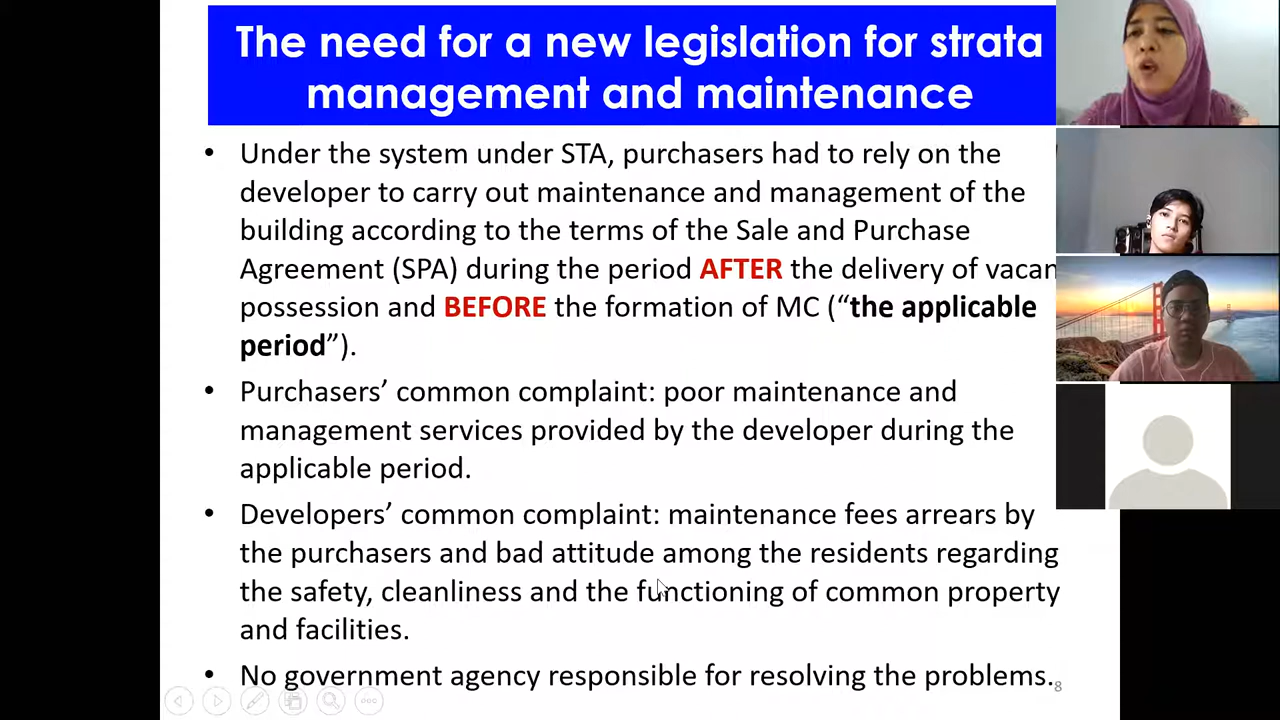 The need for a new legislation for strata
management and maintenance
• Under the system under STA, purchasers had to rely on the
developer to carry out maintenance and management of the
building according to the terms of the Sale and Purchase
Agreement (SPA) during the period AFTER the delivery of vacan
possession and BEFORE the formation of MC (“the applicable
period”).
• Purchasers’ common complaint: poor maintenance and
management services provided by the developer during the
applicable period.
• Developers’ common complaint: maintenance fees arrears by
the purchasers and bad attitude among the residents regarding
the safety, cleanliness and the functioning of common property
and facilities.
• No government agency responsible for resolving the problems.
8